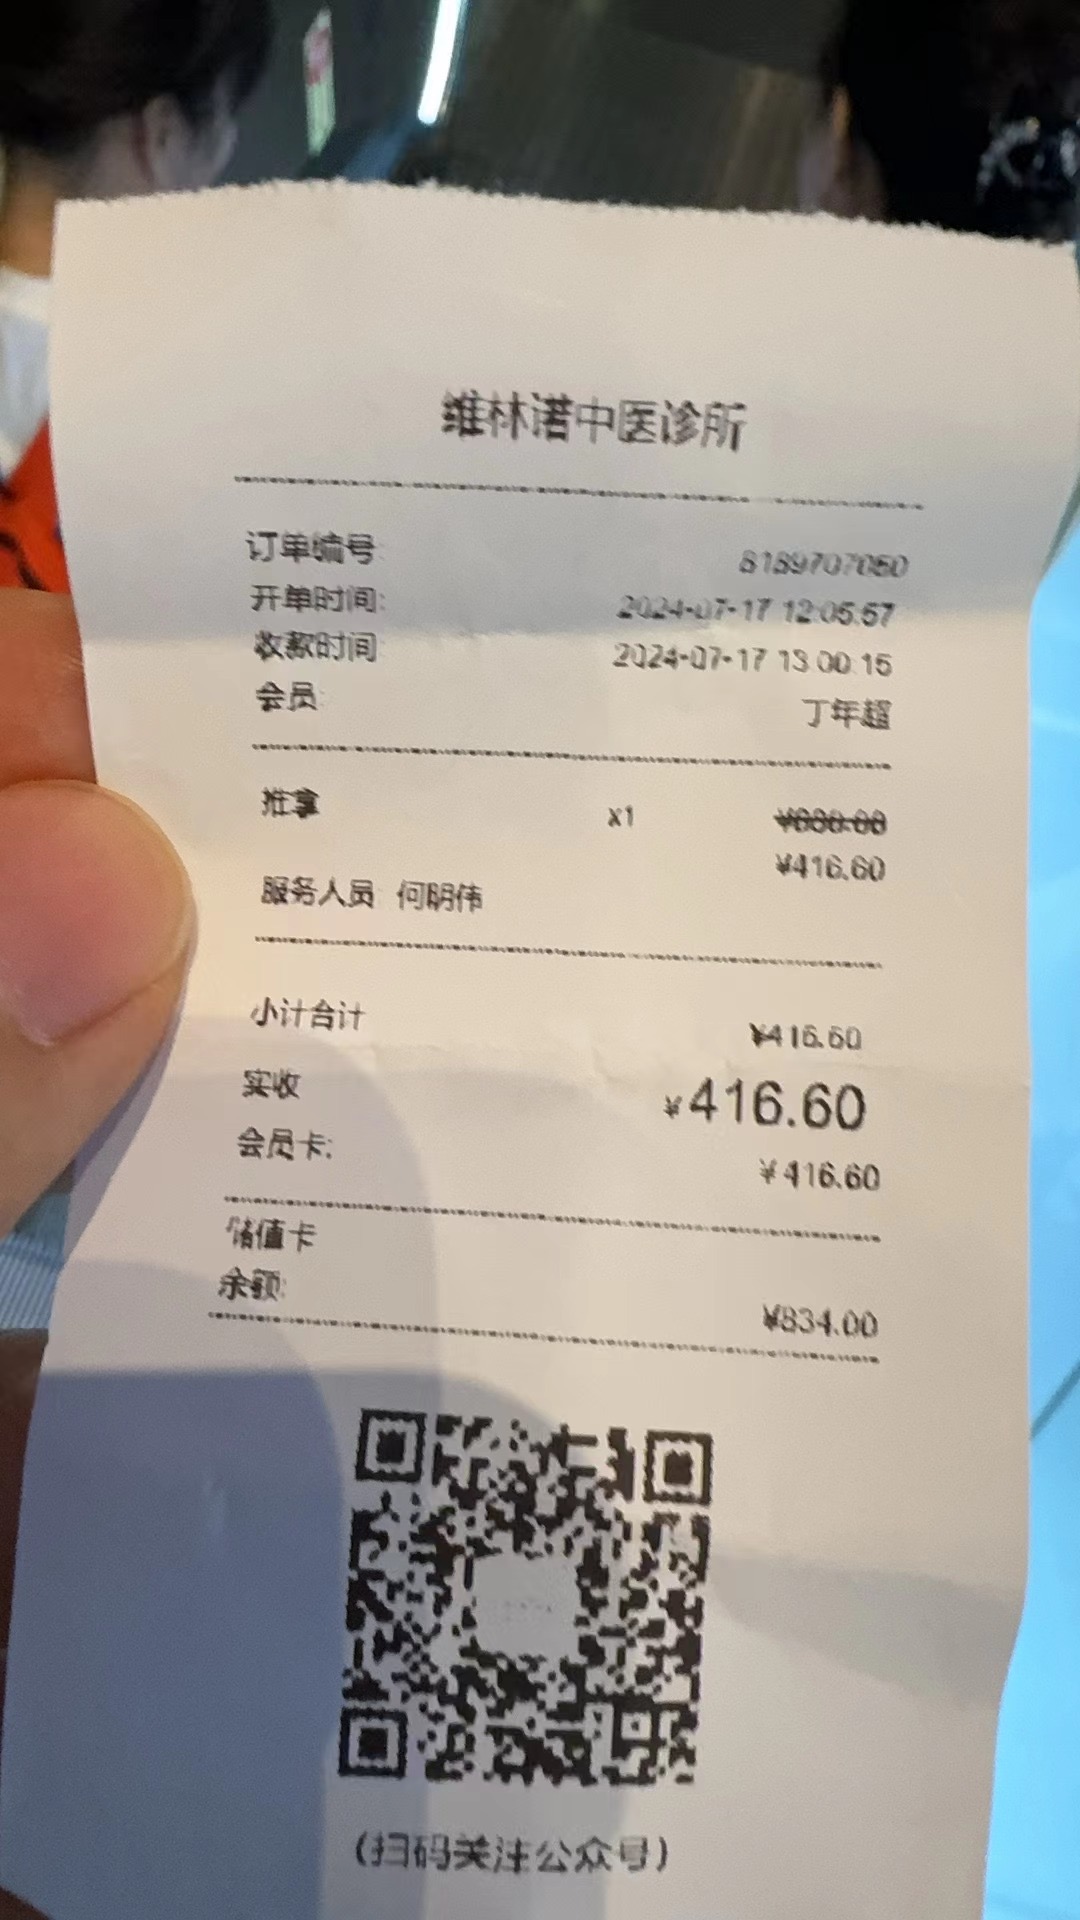 维林诺中医诊所
订单编号: 8189707050
开单时间: 2024-07-17 12:05:57
收款时间: 2024-07-17 13:00:15
会员: 丁年超
推拿 x1
¥416.60
服务人员: 何明伟
小计合计 ¥416.60
实收 ¥416.60
会员卡: ¥416.60
储值卡
余额: ¥834.00
(扫码关注公众号)